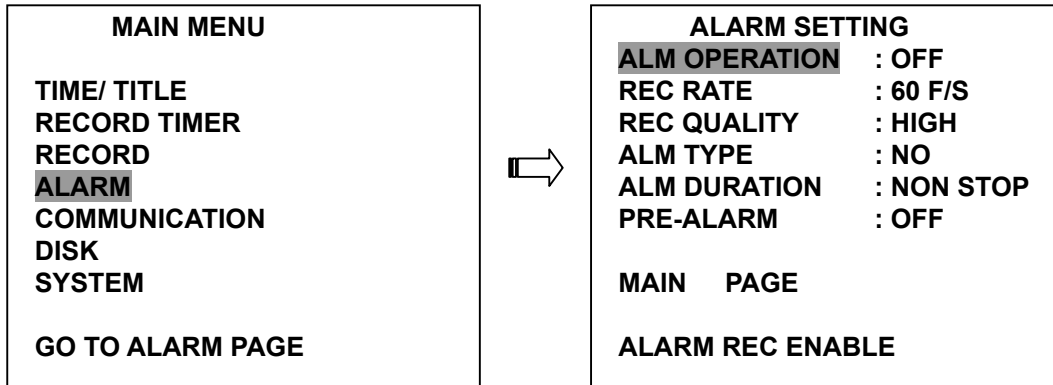 MAIN MENU
TIME/ TITLE
RECORD TIMER
RECORD
ALARM
COMMUNICATION
DISK
SYSTEM
GO TO ALARM PAGE
ALARM SETTING
ALM OPERATION : OFF
REC RATE : 60 F/S
REC QUALITY : HIGH
ALM TYPE : NO
ALM DURATION : NON STOP
PRE-ALARM : OFF
MAIN PAGE
ALARM REC ENABLE